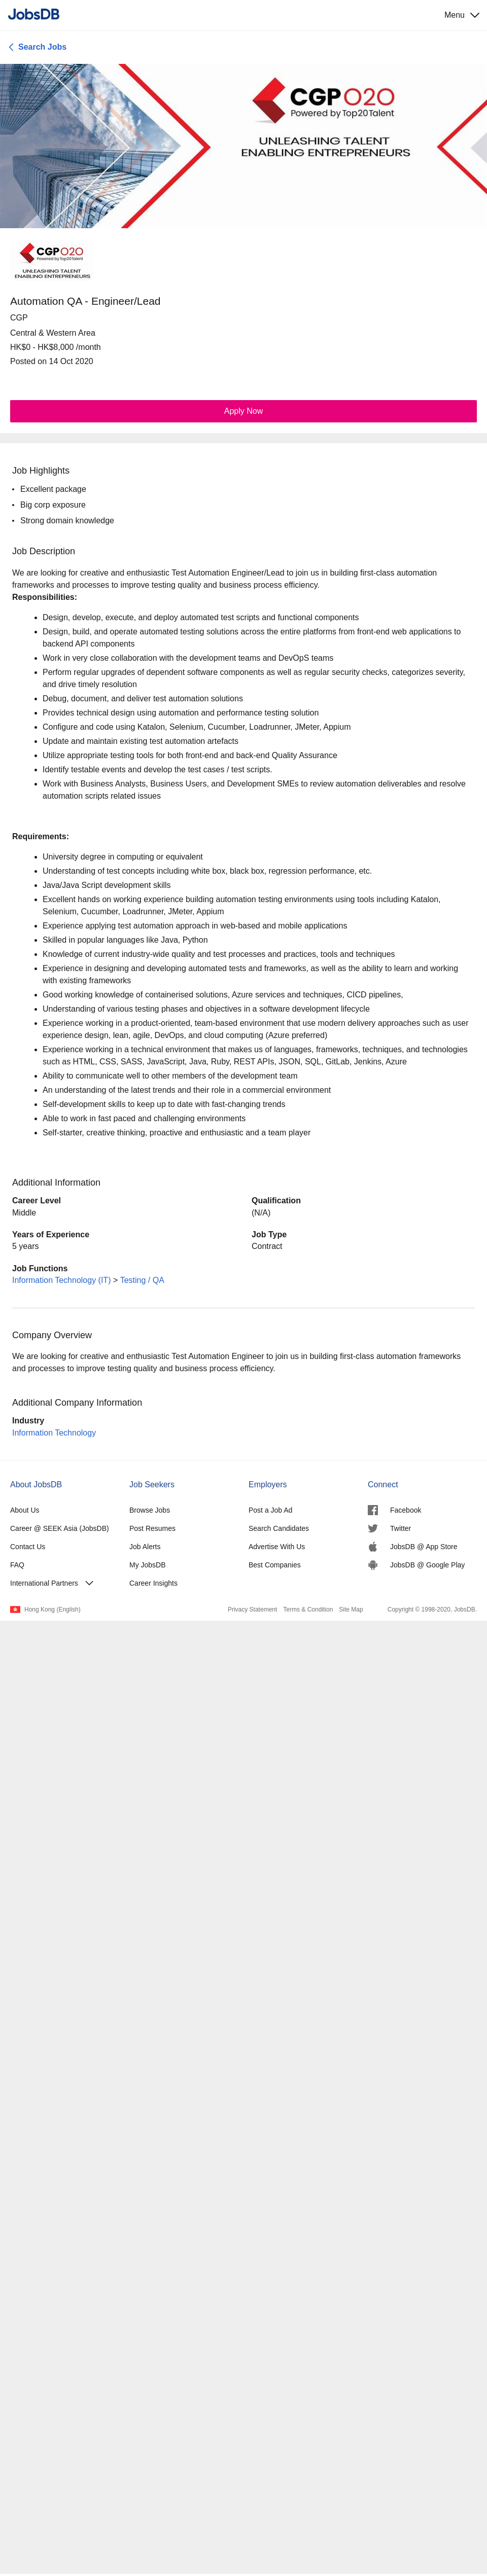 JobsDB
Menu
Search Jobs
CGPO2O
Powered by Top20Talent
UNLEASHING TALENT
ENABLING ENTREPRENEURS
CGPO2O
Powered by Top20Talent
UNLEASHING TALENT
ENABLING ENTREPRENEURS
Automation QA - Engineer/Lead
CGP
Central & Western Area
HK$0 - HK$8,000 /month
Posted on 14 Oct 2020
Apply Now
Job Highlights
• Excellent package
• Big corp exposure
• Strong domain knowledge
Job Description
We are looking for creative and enthusiastic Test Automation Engineer/Lead to join us in building first-class automation
frameworks and processes to improve testing quality and business process efficiency.
Responsibilities:
• Design, develop, execute, and deploy automated test scripts and functional components
• Design, build, and operate automated testing solutions across the entire platforms from front-end web applications to
backend API components
• Work in very close collaboration with the development teams and DevOpS teams
• Perform regular upgrades of dependent software components as well as regular security checks, categorizes severity,
and drive timely resolution
• Debug, document, and deliver test automation solutions
• Provides technical design using automation and performance testing solution
• Configure and code using Katalon, Selenium, Cucumber, Loadrunner, JMeter, Appium
• Update and maintain existing test automation artefacts
• Utilize appropriate testing tools for both front-end and back-end Quality Assurance
• Identify testable events and develop the test cases / test scripts.
• Work with Business Analysts, Business Users, and Development SMEs to review automation deliverables and resolve
automation scripts related issues
Requirements:
• University degree in computing or equivalent
• Understanding of test concepts including white box, black box, regression performance, etc.
• Java/Java Script development skills
• Excellent hands on working experience building automation testing environments using tools including Katalon,
Selenium, Cucumber, Loadrunner, JMeter, Appium
• Experience applying test automation approach in web-based and mobile applications
• Skilled in popular languages like Java, Python
• Knowledge of current industry-wide quality and test processes and practices, tools and techniques
• Experience in designing and developing automated tests and frameworks, as well as the ability to learn and working
with existing frameworks
• Good working knowledge of containerised solutions, Azure services and techniques, CICD pipelines,
• Understanding of various testing phases and objectives in a software development lifecycle
• Experience working in a product-oriented, team-based environment that use modern delivery approaches such as user
experience design, lean, agile, DevOps, and cloud computing (Azure preferred)
• Experience working in a technical environment that makes us of languages, frameworks, techniques, and technologies
such as HTML, CSS, SASS, JavaScript, Java, Ruby, REST APIs, JSON, SQL, GitLab, Jenkins, Azure
• Ability to communicate well to other members of the development team
• An understanding of the latest trends and their role in a commercial environment
• Self-development skills to keep up to date with fast-changing trends
• Able to work in fast paced and challenging environments
• Self-starter, creative thinking, proactive and enthusiastic and a team player
Additional Information
Career Level
Middle
Qualification
(N/A)
Years of Experience
5 years
Job Type
Contract
Job Functions
Information Technology (IT) > Testing / QA
Company Overview
We are looking for creative and enthusiastic Test Automation Engineer to join us in building first-class automation frameworks
and processes to improve testing quality and business process efficiency.
Additional Company Information
Industry
Information Technology
About JobsDB
About Us
Career @ SEEK Asia (JobsDB)
Contact Us
FAQ
International Partners
Job Seekers
Browse Jobs
Post Resumes
Job Alerts
My JobsDB
Career Insights
Employers
Post a Job Ad
Search Candidates
Advertise With Us
Best Companies
Connect
Facebook
Twitter
JobsDB @ App Store
JobsDB @ Google Play
Hong Kong (English)
Privacy Statement Terms & Condition Site Map
Copyright © 1998-2020, JobsDB.